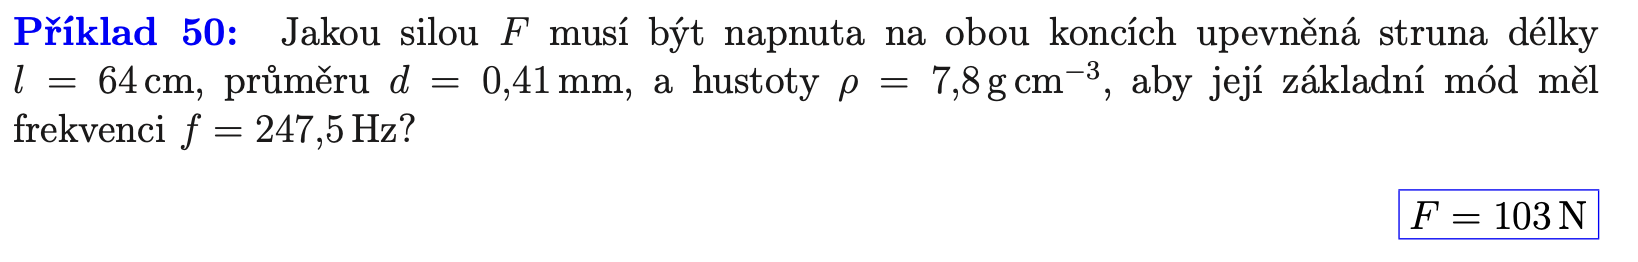 Příklad 50: Jakou silou F musí být napnuta na obou koncích upevněná struna délky
l = 64 cm, průměru d = 0,41 mm, a hustoty ρ = 7,8 g cm⁻³, aby její základní mód měl
frekvenci f = 247,5 Hz?
F = 103 N